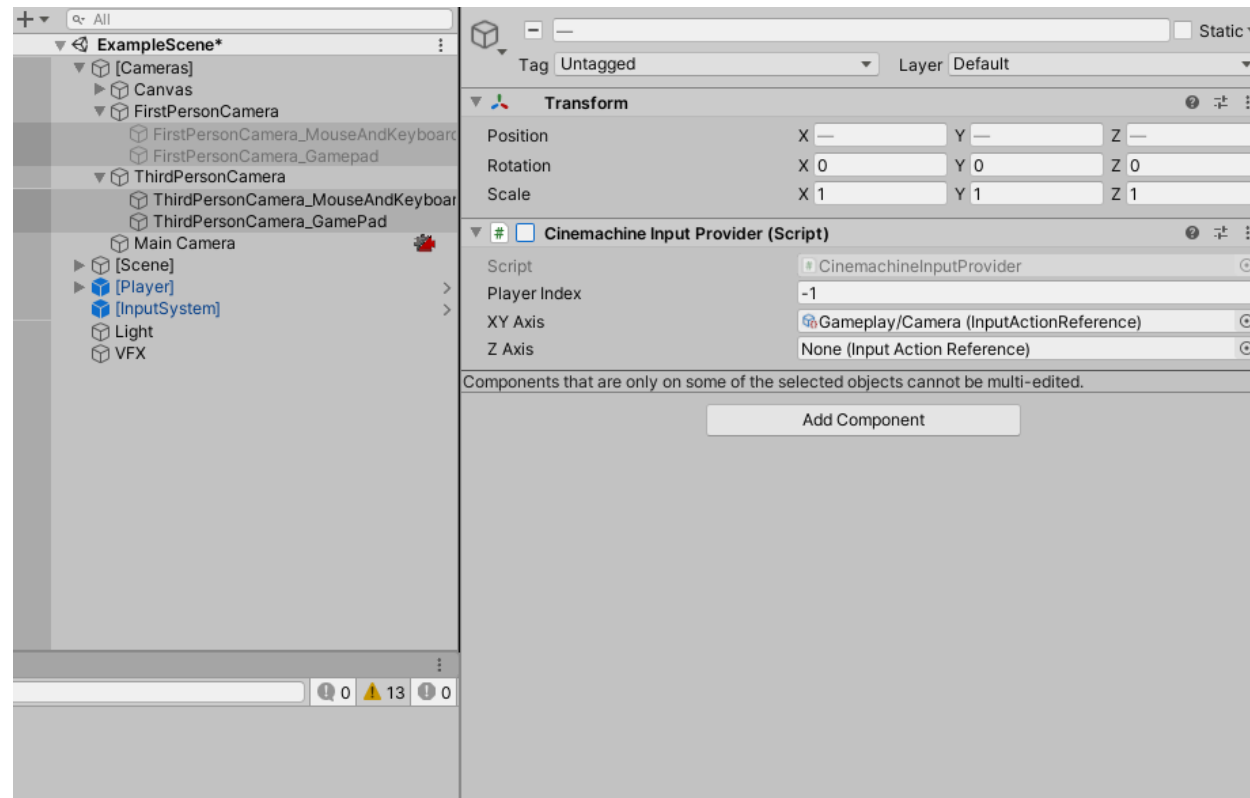 All
ExampleScene*
[Cameras]
Canvas
FirstPersonCamera
FirstPersonCamera_MouseAndKeyboard
FirstPersonCamera_Gamepad
ThirdPersonCamera
ThirdPersonCamera_MouseAndKeyboar
ThirdPersonCamera_GamePad
Main Camera
[Scene]
[Player]
[InputSystem]
Light
VFX
0 13 0
— Static
Tag Untagged Layer Default
Transform
Position X — Y — Z —
Rotation X 0 Y 0 Z 0
Scale X 1 Y 1 Z 1
# Cinemachine Input Provider (Script)
Script # CinemachineInputProvider
Player Index -1
XY Axis Gameplay/Camera (InputActionReference)
Z Axis None (Input Action Reference)
Components that are only on some of the selected objects cannot be multi-edited.
Add Component